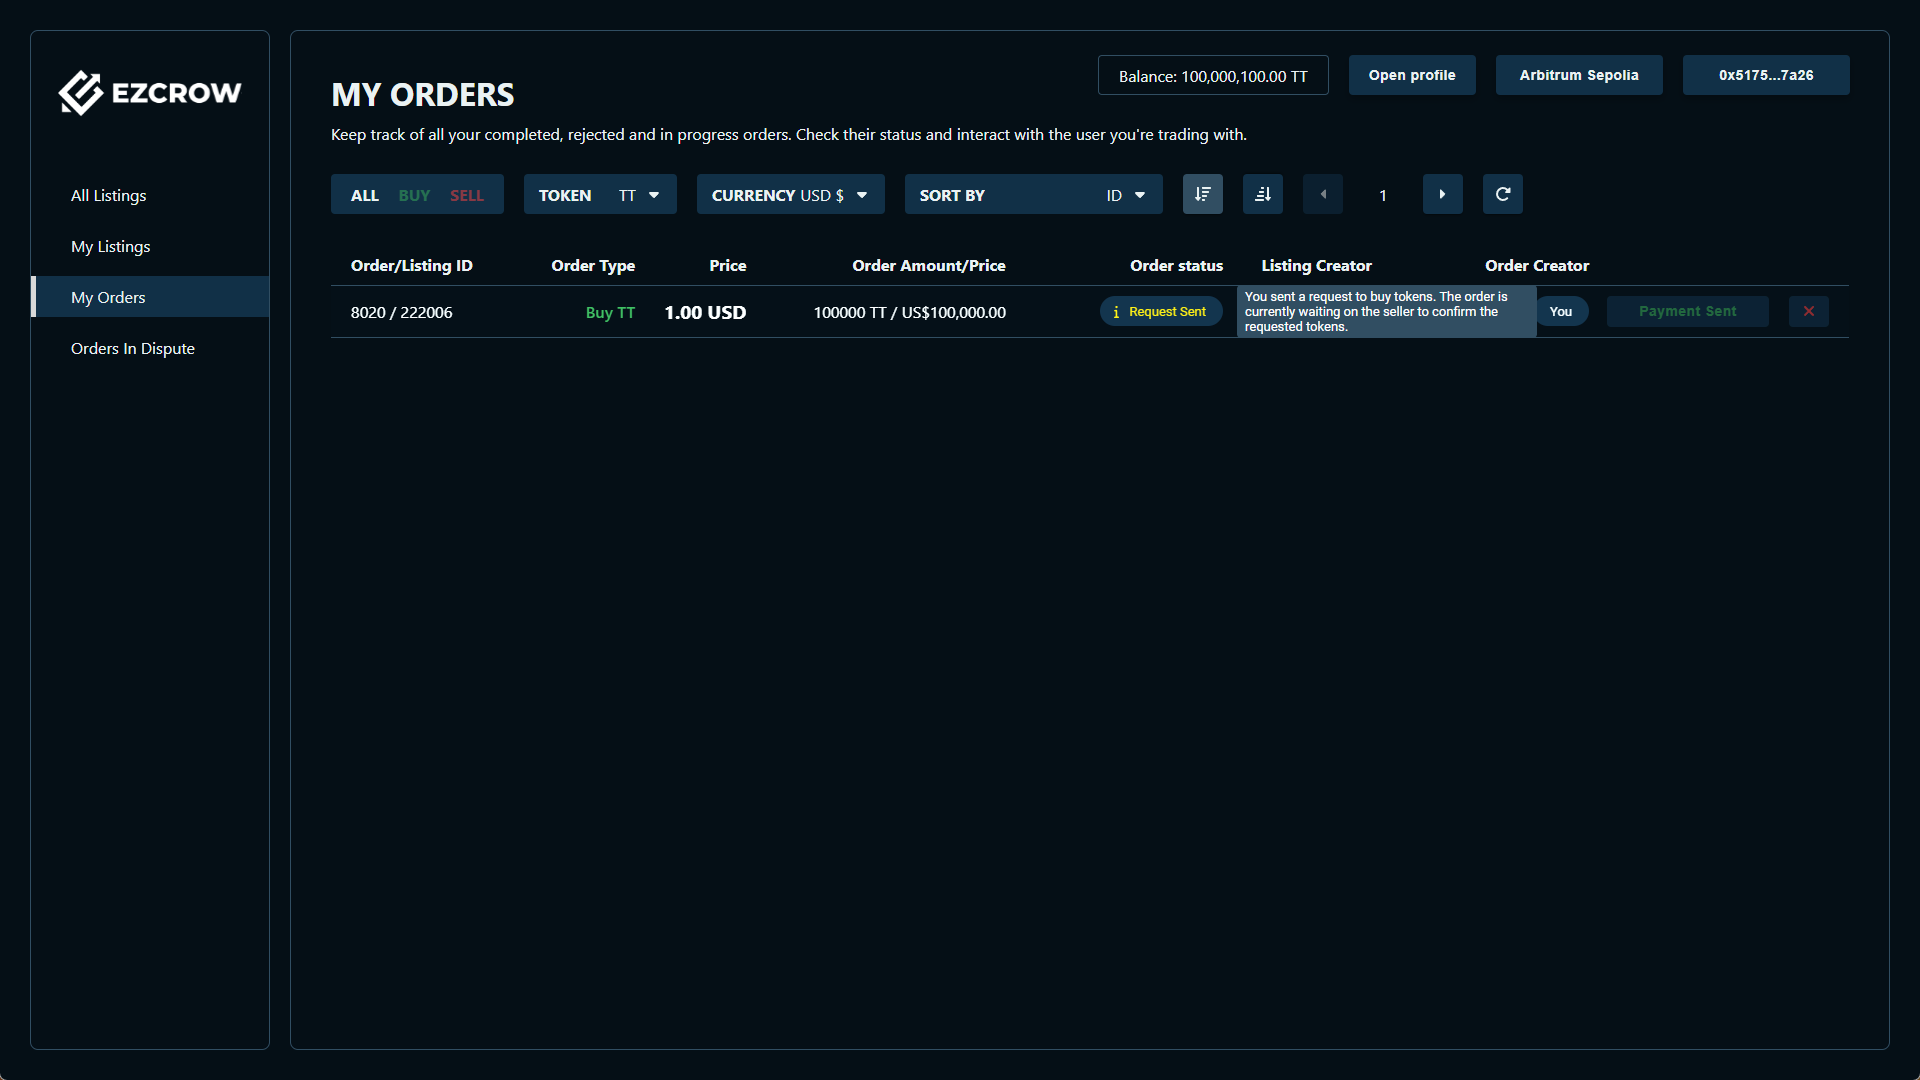 EZCROW
All Listings
My Listings
My Orders
Orders In Dispute
Balance: 100,000,100.00 TT
Open profile
Arbitrum Sepolia
0x5175...7a26
MY ORDERS
Keep track of all your completed, rejected and in progress orders. Check their status and interact with the user you're trading with.
ALL BUY SELL
TOKEN TT
CURRENCY USD $
SORT BY ID
1
Order/Listing ID Order Type Price Order Amount/Price Order status Listing Creator Order Creator
8020 / 222006 Buy TT 1.00 USD 100000 TT / US$100,000.00 Request Sent
You sent a request to buy tokens. The order is
currently waiting on the seller to confirm the
requested tokens.
You
Payment Sent